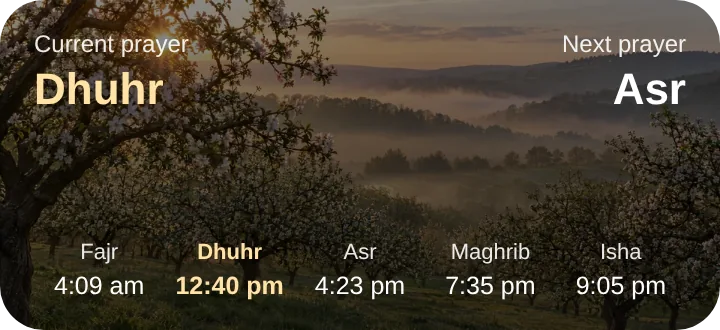 Current prayer
Next prayer
Dhuhr
Asr
Fajr
Dhuhr
Asr
Maghrib
Isha
4:09 am
12:40 pm
4:23 pm
7:35 pm
9:05 pm